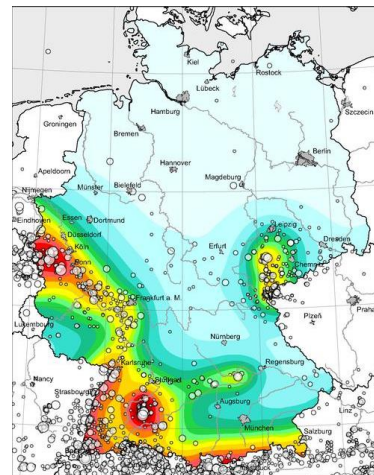 Kiel
Rostock
Lübeck
Hamburg
Szczecin
Groningen
Bremen
Berlin
Hannover
Apeldoorn
Magdeburg
Nijmegen
Münster
Bielefeld
Eindhoven
Essen
Dortmund
Leipzig
Düsseldorf
Dresden
Köln
Erfurt
Chemnitz
Bonn
Frankfurt a. M.
Praha
Plzeń
Luxembourg
Nürnberg
Karlsruhe
Regensburg
Nancy
Stuttgart
Strasbourg
Augsburg
Linz
München
Salzburg